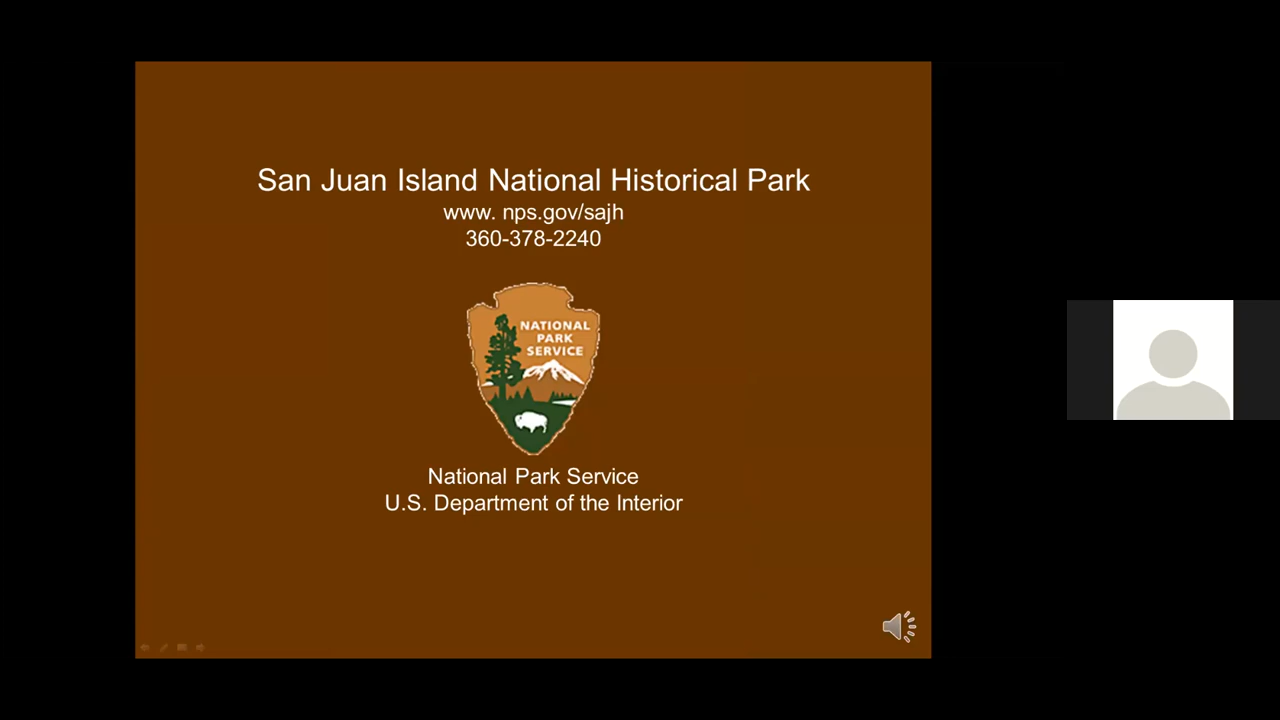 San Juan Island National Historical Park
www. nps.gov/sajh
360-378-2240
NATIONAL
PARK
SERVICE
National Park Service
U.S. Department of the Interior